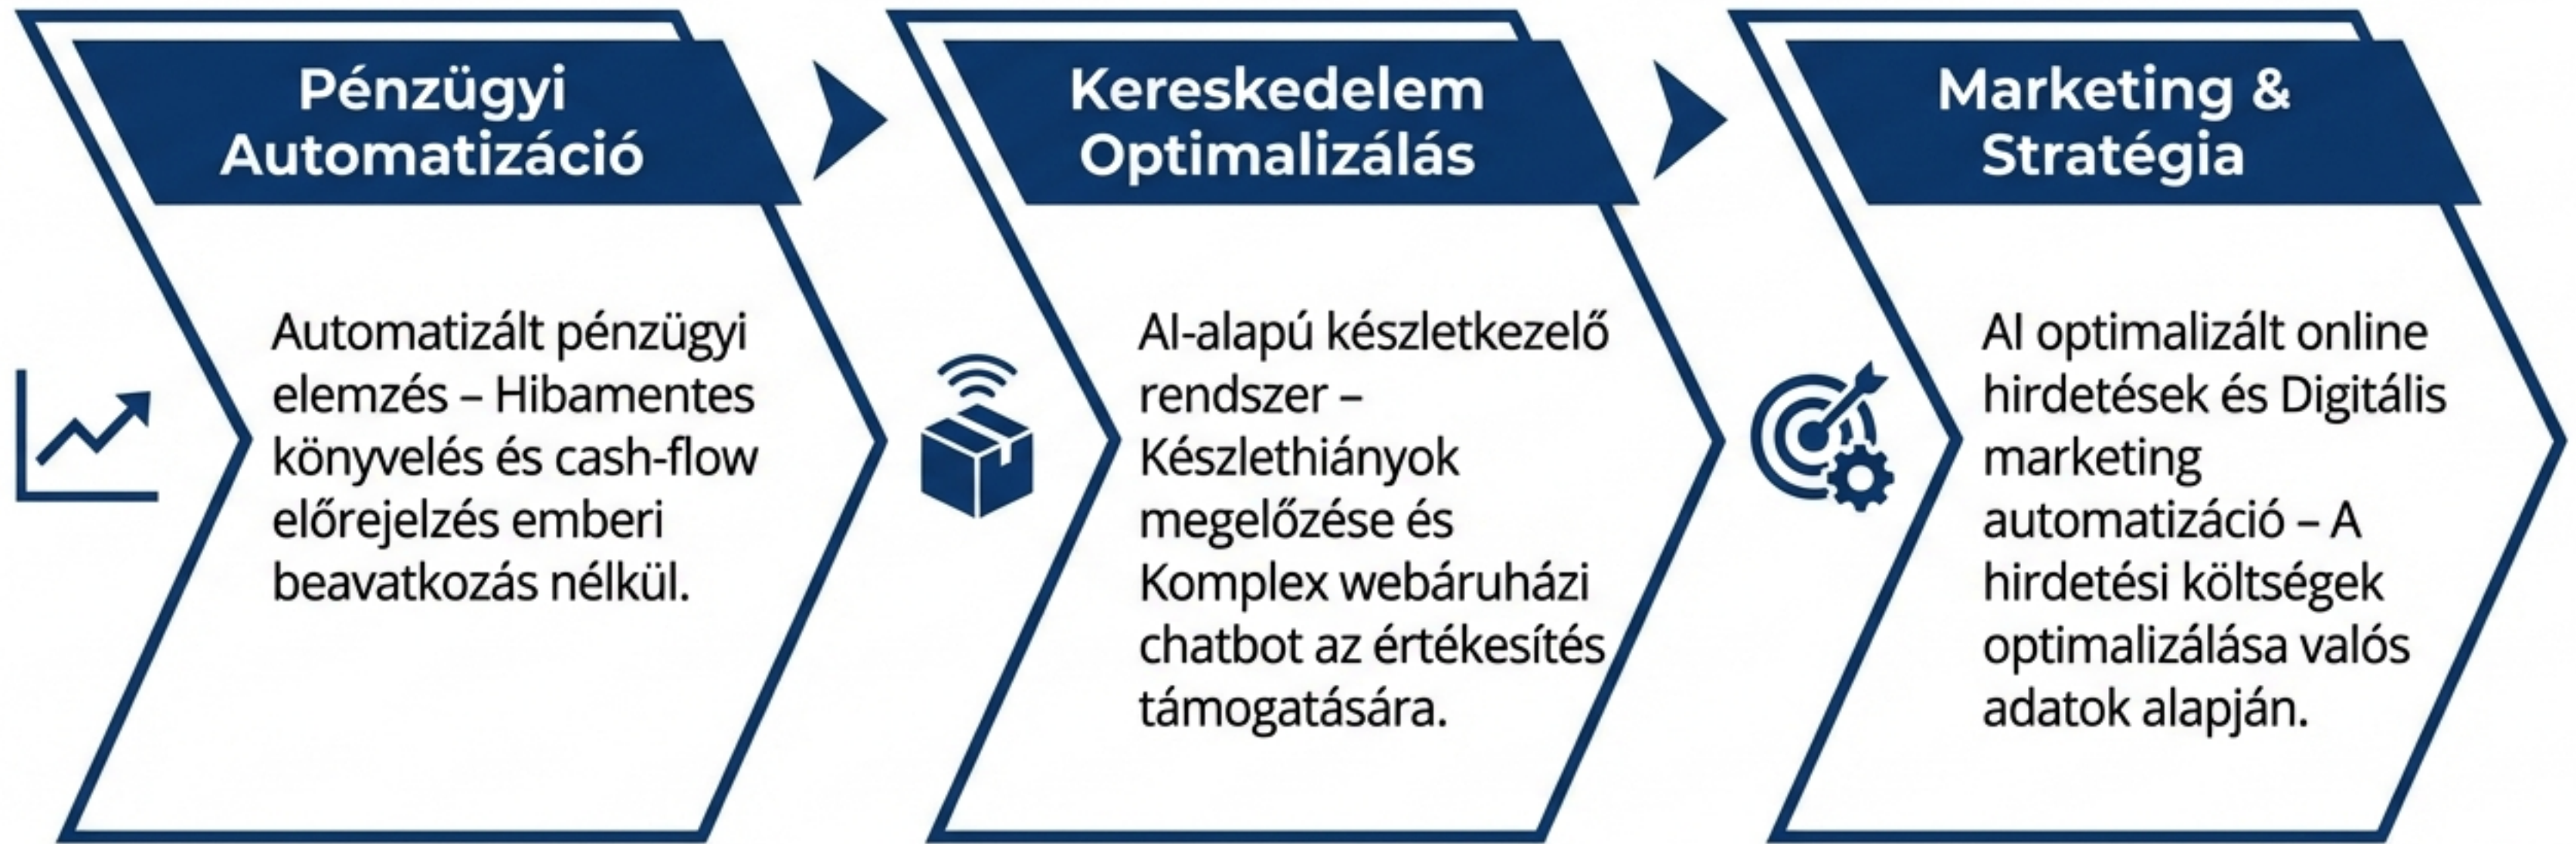 Pénzügyi
Automatizáció
Automatizált pénzügyi
elemzés – Hibamentes
könyvelés és cash-flow
előrejelzés emberi
beavatkozás nélkül.
Kereskedelem
Optimalizálás
AI-alapú készletkezelő
rendszer –
Készlethiányok
megelőzése és
Komplex webáruházi
chatbot az értékesítés
támogatására.
Marketing &
Stratégia
AI optimalizált online
hirdetések és Digitális
marketing
automatizáció – A
hirdetési költségek
optimalizálása valós
adatok alapján.